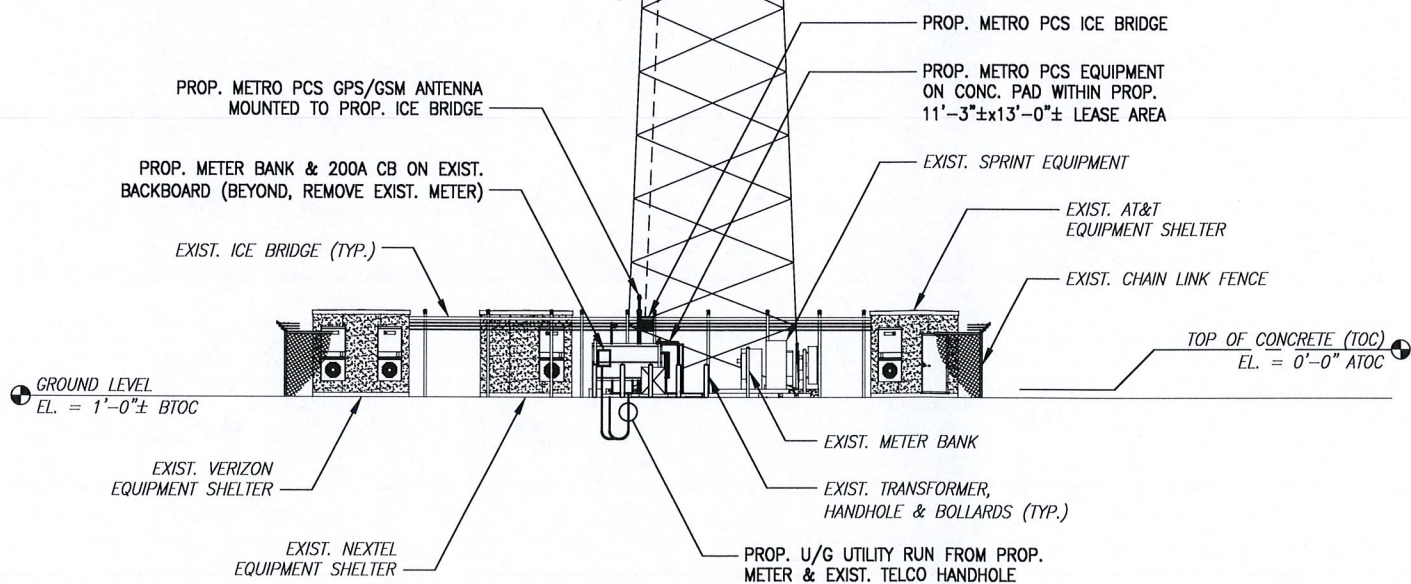 PROP. METRO PCS ICE BRIDGE
PROP. METRO PCS EQUIPMENT
ON CONC. PAD WITHIN PROP.
11'-3"±x13'-0"± LEASE AREA
PROP. METRO PCS GPS/GSM ANTENNA
MOUNTED TO PROP. ICE BRIDGE
PROP. METER BANK & 200A CB ON EXIST.
BACKBOARD (BEYOND, REMOVE EXIST. METER)
EXIST. SPRINT EQUIPMENT
EXIST. AT&T
EQUIPMENT SHELTER
EXIST. ICE BRIDGE (TYP.)
EXIST. CHAIN LINK FENCE
TOP OF CONCRETE (TOC)
EL. = 0'-0" ATOC
GROUND LEVEL
EL. = 1'-0"± BTOC
EXIST. METER BANK
EXIST. VERIZON
EQUIPMENT SHELTER
EXIST. TRANSFORMER,
HANDHOLE & BOLLARDS (TYP.)
EXIST. NEXTEL
EQUIPMENT SHELTER
PROP. U/G UTILITY RUN FROM PROP.
METER & EXIST. TELCO HANDHOLE